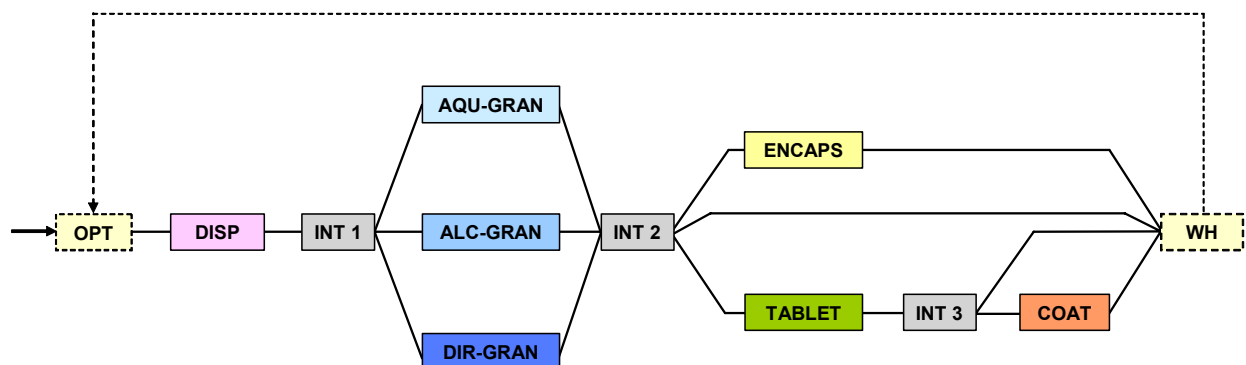 AQU-GRAN
ENCAPS
OPT
DISP
INT 1
ALC-GRAN
INT 2
WH
TABLET
INT 3
COAT
DIR-GRAN